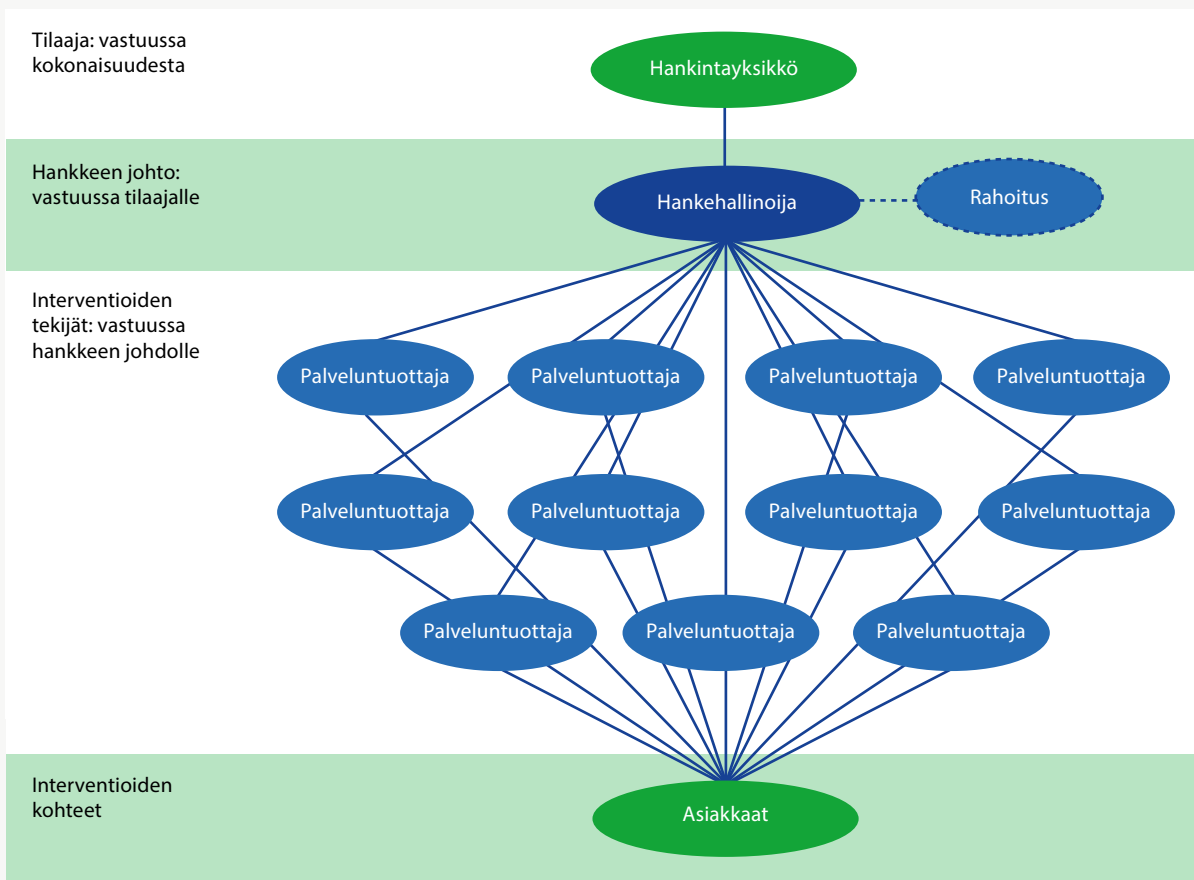 Tilaaja: vastuussa
kokonaisuudesta
Hankintayksikkö
Hankkeen johto:
vastuussa tilaajalle
Hankehallinoija
Rahoitus
Interventioiden
tekijät: vastuussa
hankkeen johdolle
Palveluntuottaja
Palveluntuottaja
Palveluntuottaja
Palveluntuottaja
Palveluntuottaja
Palveluntuottaja
Palveluntuottaja
Palveluntuottaja
Palveluntuottaja
Palveluntuottaja
Palveluntuottaja
Interventioiden
kohteet
Asiakkaat